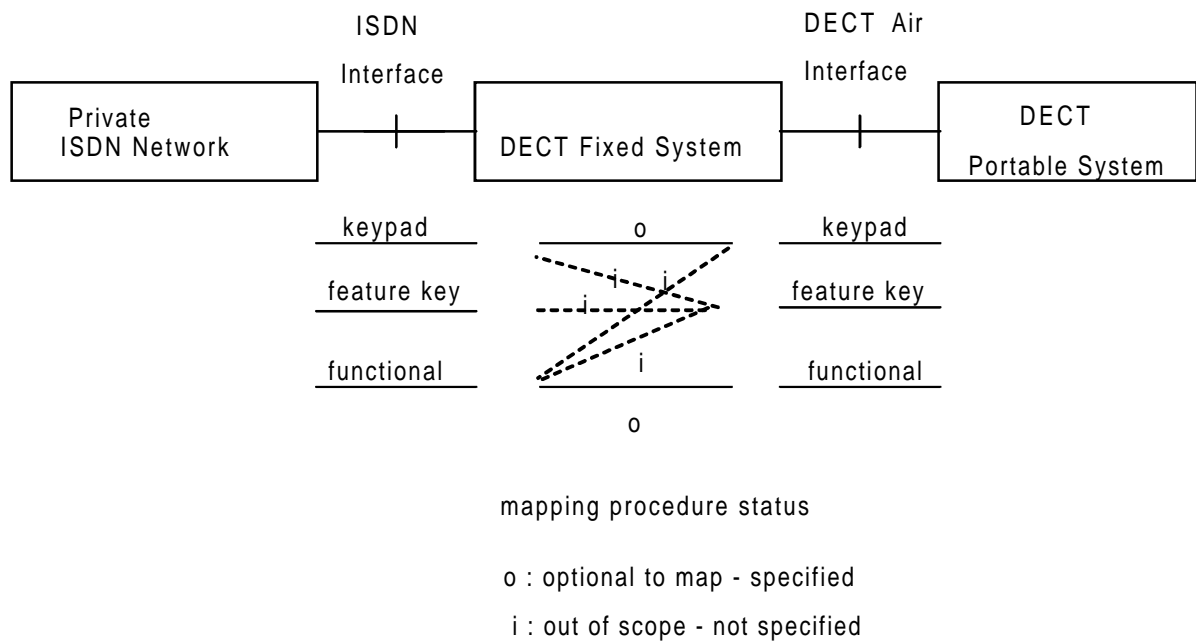 ISDN
Interface
DECT Air
Interface
Private
ISDN Network
DECT Fixed System
DECT
Portable System
keypad
o
keypad
i
i
feature key
i
feature key
functional
i
functional
o
mapping procedure status
o : optional to map - specified
i : out of scope - not specified